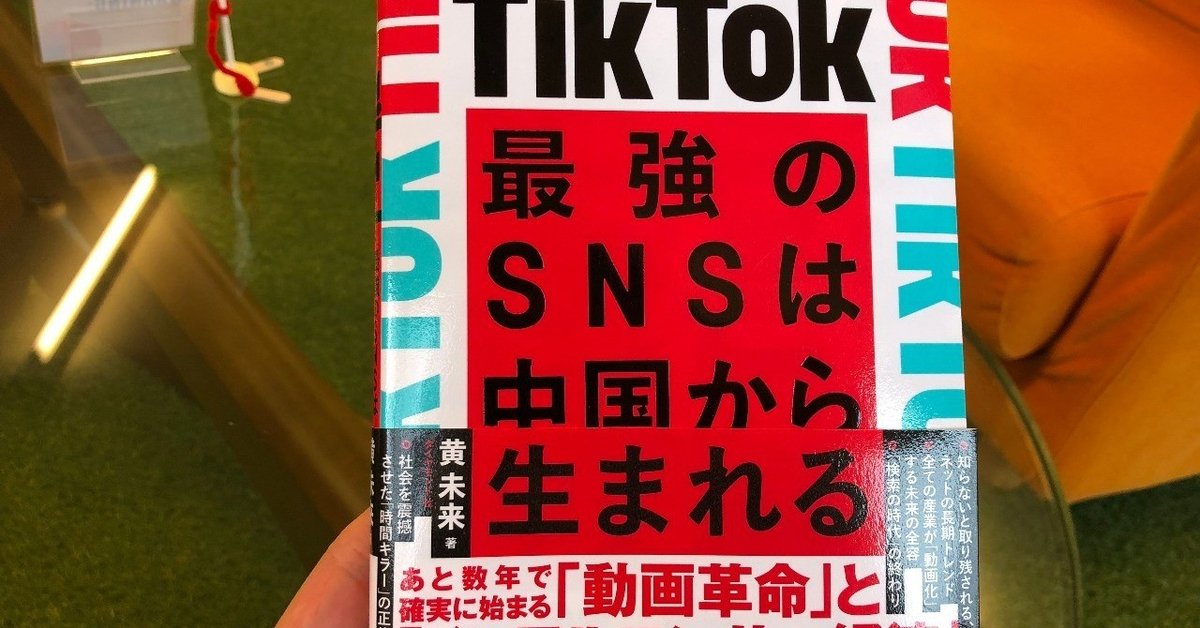 TikTok
最強の
SNSは
中国から
生まれる
黄未来 著
知らないと取り残される、
ネットの長期トレンド
全ての産業が「動画化」
する未来の全容
「検索の時代」の終わり
社会を震撼
させた「時間キラー」の正
あと数年で
確実に始まる「動画革命」と
TIKTOK